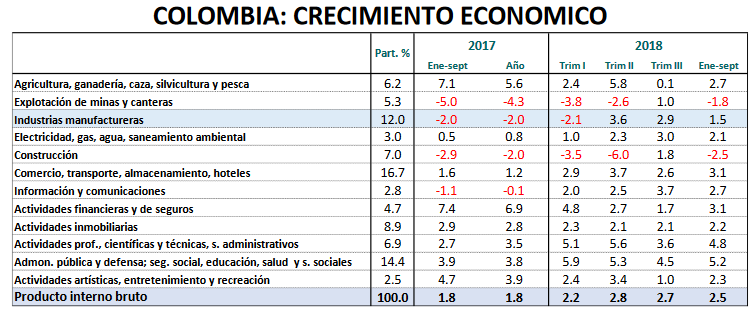 COLOMBIA: CRECIMIENTO ECONOMICO
Part. % 2017 2018
Ene-sept Año Trim I Trim II Trim III Ene-sept
Agricultura, ganadería, caza, silvicultura y pesca 6.2 7.1 5.6 2.4 5.8 0.1 2.7
Explotación de minas y canteras 5.3 -5.0 -4.3 -3.8 -2.6 1.0 -1.8
Industrias manufactureras 12.0 -2.0 -2.0 -2.1 3.6 2.9 1.5
Electricidad, gas, agua, saneamiento ambiental 3.0 0.5 0.8 1.0 2.3 3.0 2.1
Construcción 7.0 -2.9 -2.0 -3.5 -6.0 1.8 -2.5
Comercio, transporte, almacenamiento, hoteles 16.7 1.6 1.2 2.9 3.7 2.6 3.1
Información y comunicaciones 2.8 -1.1 -0.1 2.0 2.5 3.7 2.7
Actividades financieras y de seguros 4.7 7.4 6.9 4.8 2.7 1.7 3.1
Actividades inmobiliarias 8.9 2.9 2.8 2.3 2.1 2.1 2.2
Actividades prof., científicas y técnicas, s. administrativos 6.9 2.7 3.5 5.1 5.6 3.6 4.8
Admon. pública y defensa; seg. social, educación, salud y s. sociales 14.4 3.9 3.8 5.9 5.3 4.5 5.2
Actividades artísticas, entretenimiento y recreación 2.5 4.7 3.9 2.4 3.4 1.0 2.3
Producto interno bruto 100.0 1.8 1.8 2.2 2.8 2.7 2.5